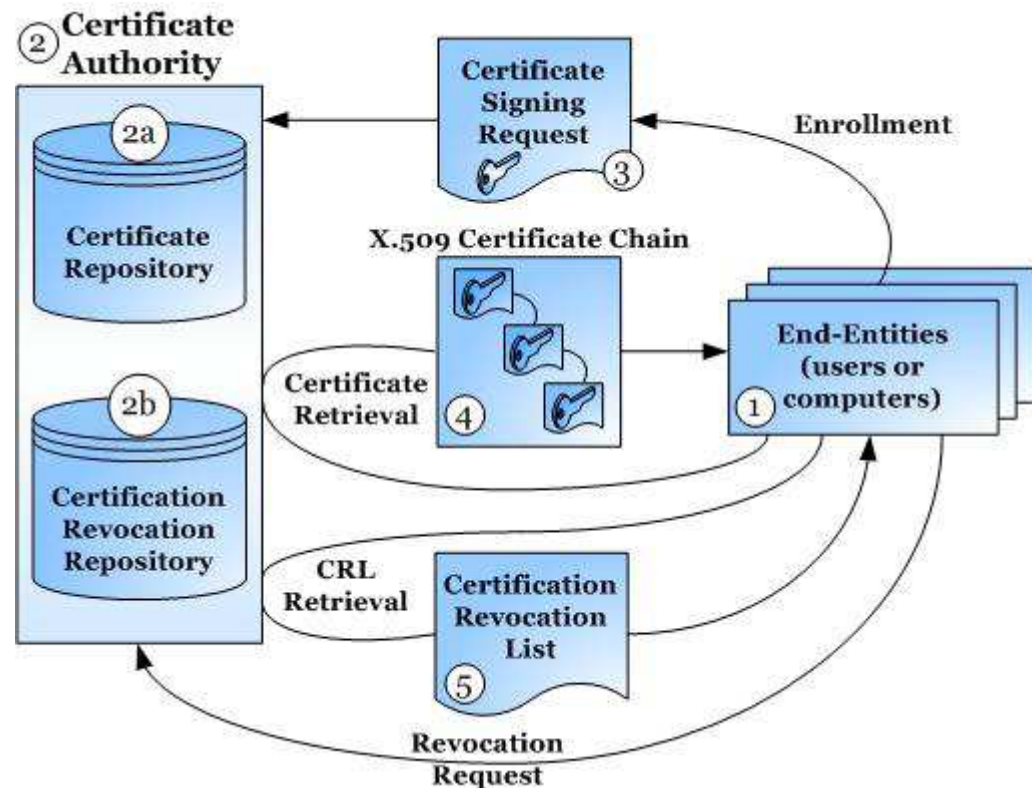 2 Certificate
Authority
2a
Certificate
Repository
2b
Certification
Revocation
Repository
Certificate
Signing
Request
3
Enrollment
X.509 Certificate Chain
4
Certificate
Retrieval
End-Entities
(users or
computers)
1
CRL
Retrieval
Certification
Revocation
List
5
Revocation
Request